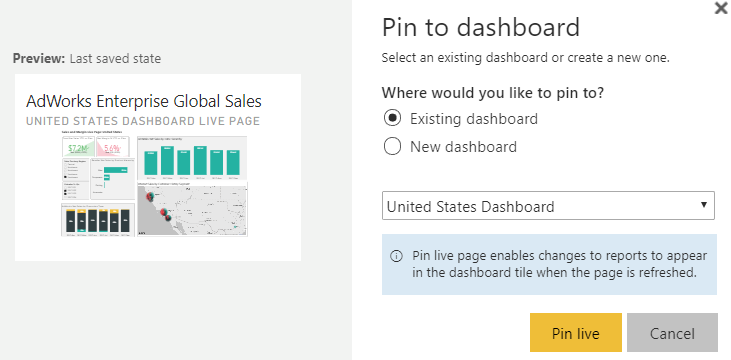 Pin to dashboard
Select an existing dashboard or create a new one.
Preview: Last saved state
AdWorks Enterprise Global Sales
UNITED STATES DASHBOARD LIVE PAGE
$7.2M
5.6%
Where would you like to pin to?
Existing dashboard
New dashboard
United States Dashboard
Pin live page enables changes to reports to appear
in the dashboard tile when the page is refreshed.
Pin live
Cancel